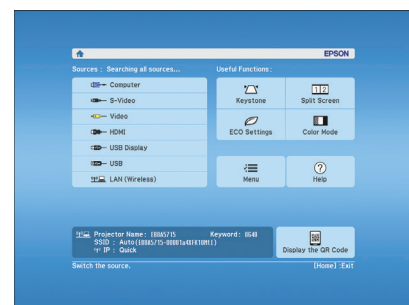 EPSON
Sources : Searching all sources...
Useful Functions:
Computer
S-Video
Video
HDMI
USB Display
USB
LAN (Wireless)
Keystone
Split Screen
ECO Settings
Color Mode
Menu
Help
Projector Name:
Keyword:
SSID : Auto
IP : Quick
Display the QR Code
Switch the source.
[Home] :Exit